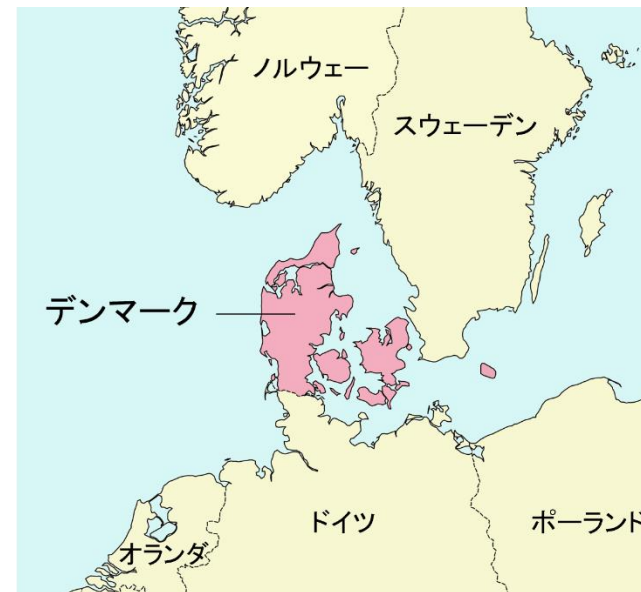 ノルウェー
スウェーデン
デンマーク
ドイツ
ポーランド
オランダ